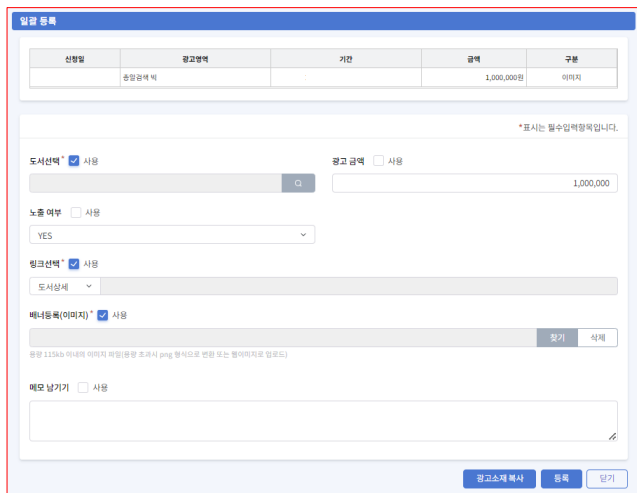 일괄 등록
신청일 광고영역 기간 금액 구분
종일검색 빅 1,000,000원 이미지
*표시는 필수입력항목입니다.
도서선택* 사용 광고 금액 사용
1,000,000
노출 여부 사용
YES
링크선택* 사용
도서상세
배너등록(이미지)* 사용
찾기 삭제
용량 115kb 이내의 이미지 파일(용량 초과시 png 형식으로 변환 또는 웹이미지로 업로드)
메모 남기기 사용
광고소재 복사 등록 닫기